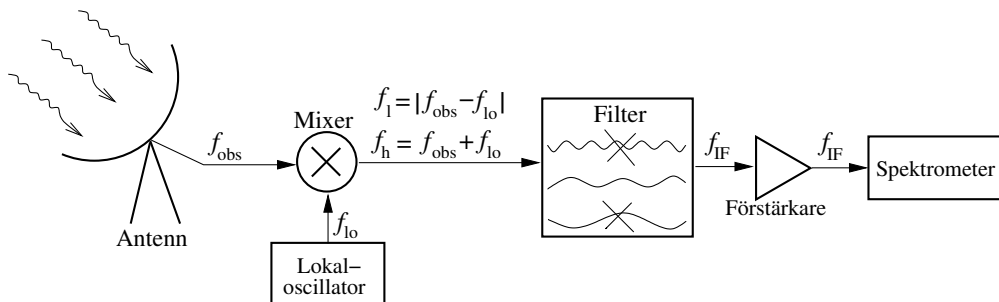 Antenn
f_obs
Mixer
f_lo
Lokal–
oscillator
f_l = |f_obs − f_lo|
f_h = f_obs + f_lo
Filter
f_IF
Förstärkare
f_IF
Spektrometer